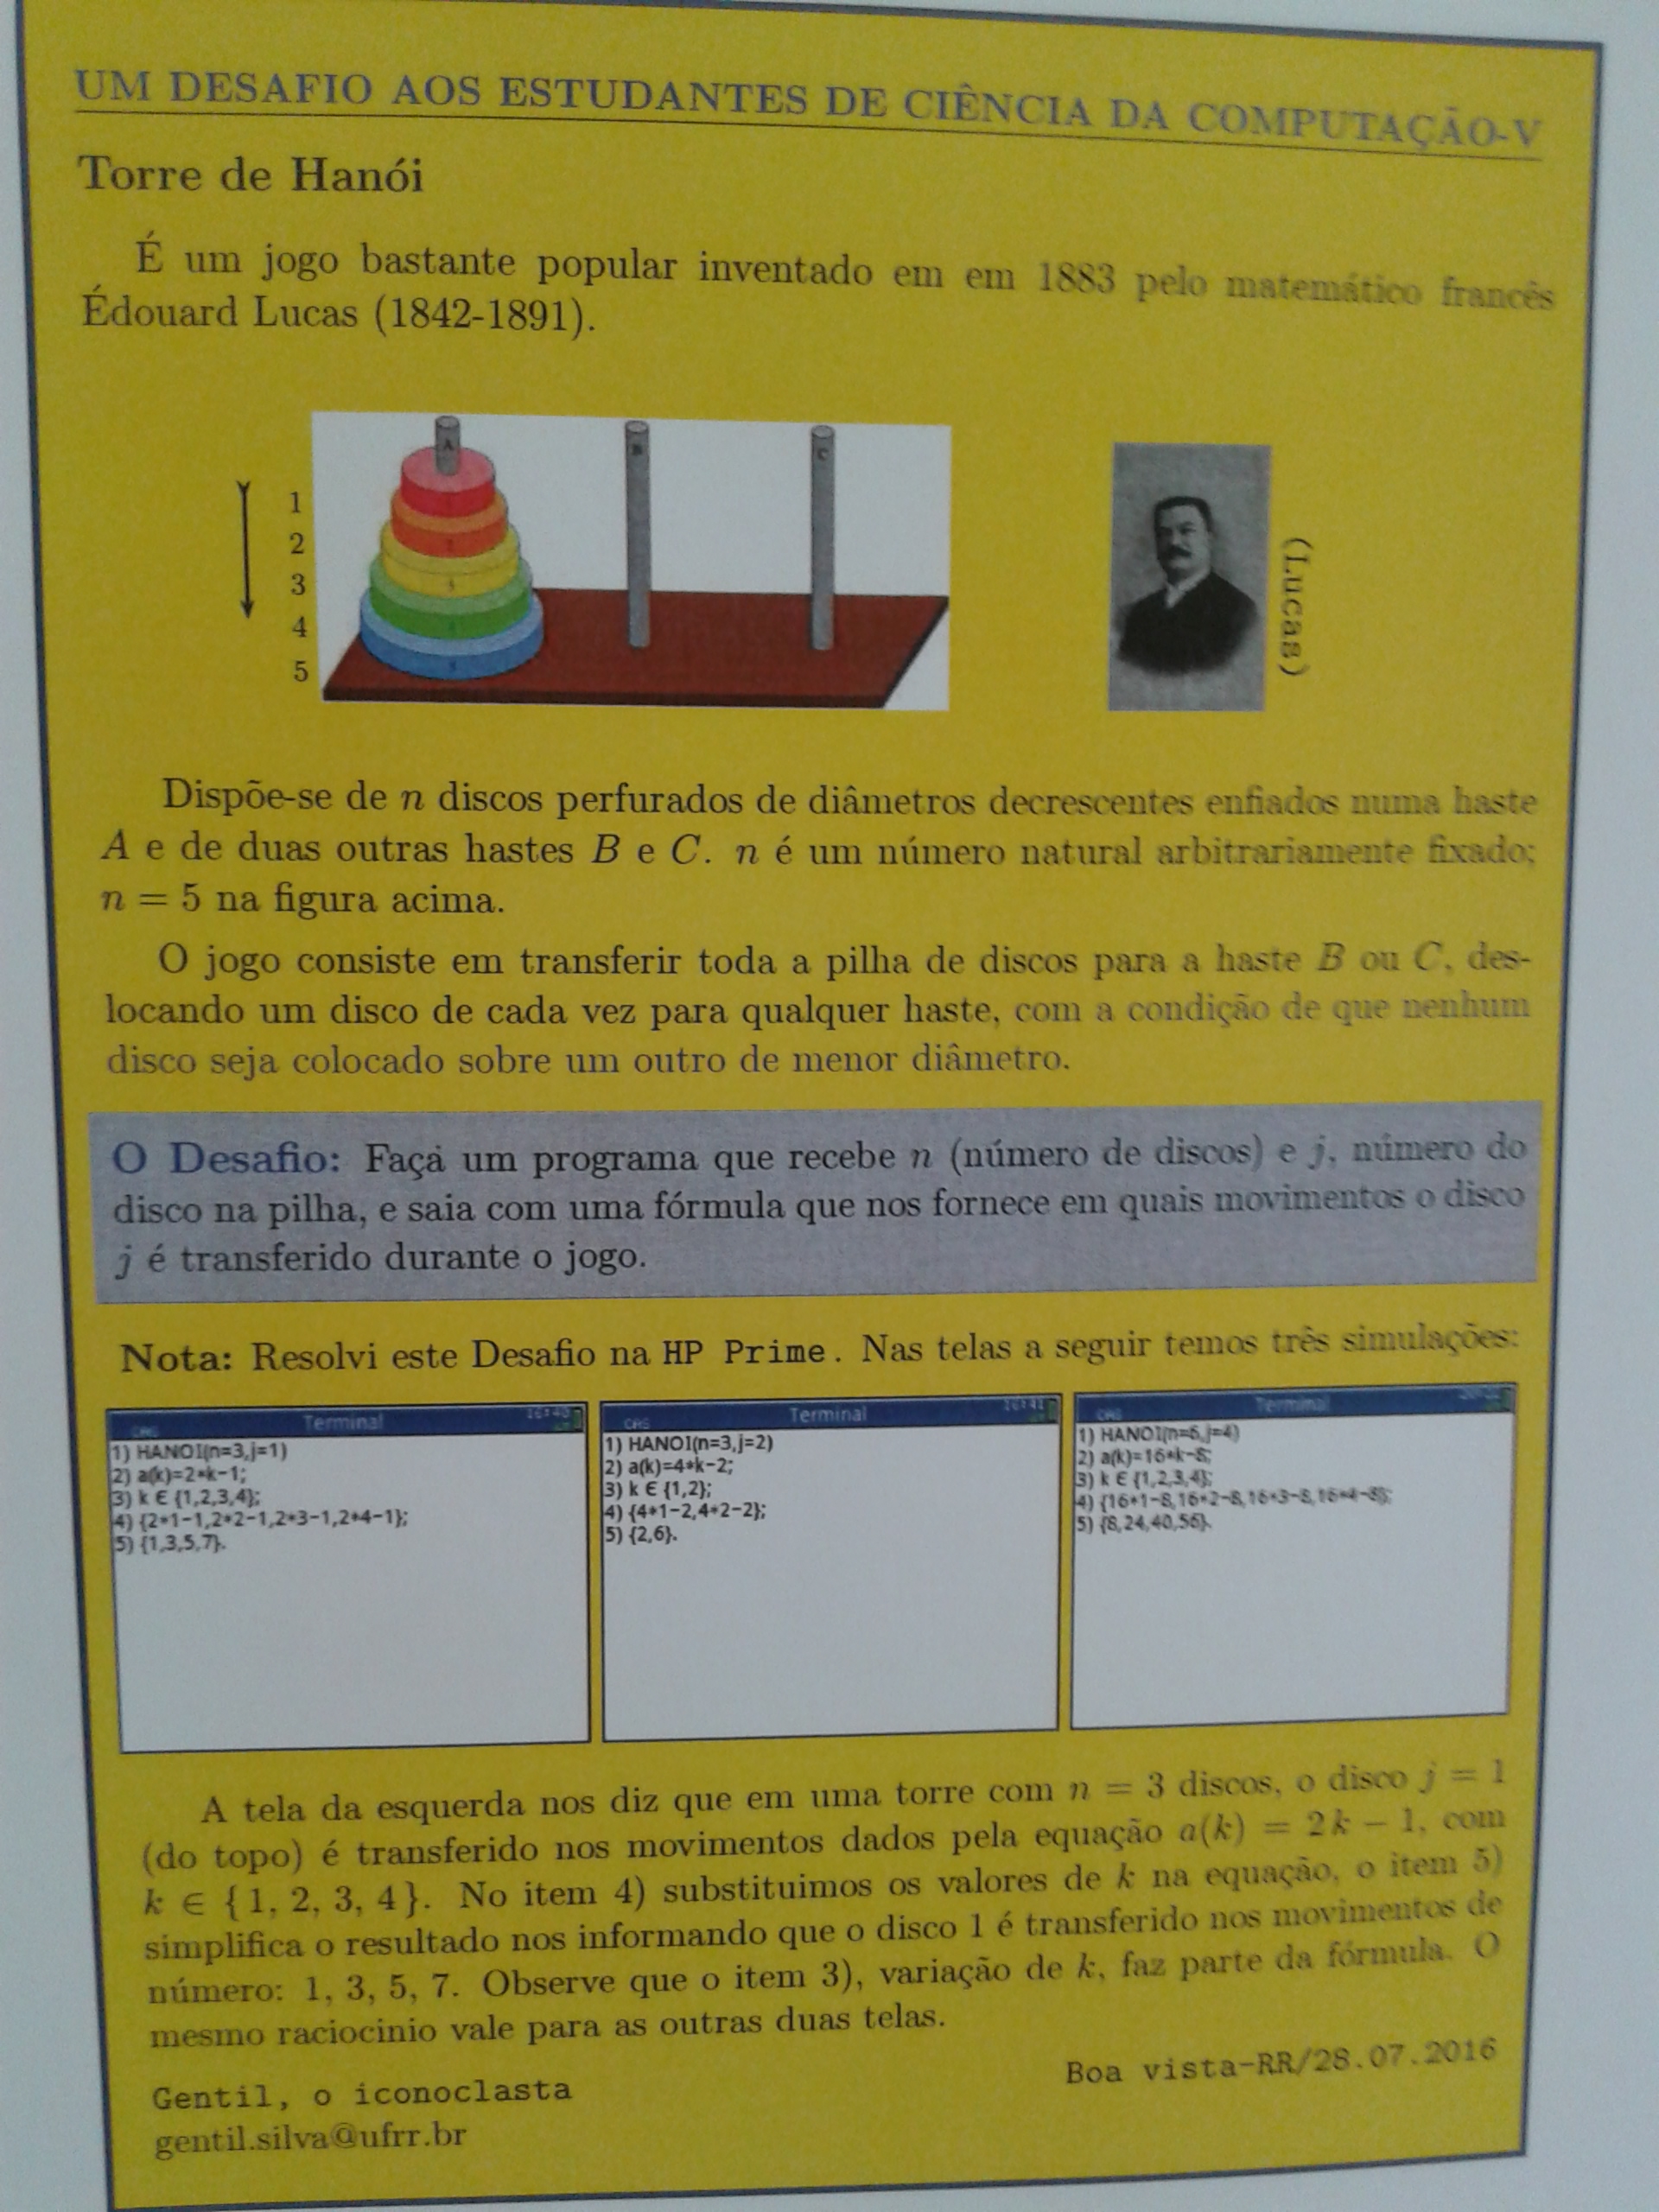 UM DESAFIO AOS ESTUDANTES DE CIÊNCIA DA COMPUTAÇÃO-V
Torre de Hanói
É um jogo bastante popular inventado em em 1883 pelo matemático francês
Édouard Lucas (1842-1891).
A
B
C
1
2
3
4
5
(Lucas)
Dispõe-se de n discos perfurados de diâmetros decrescentes enfiados numa haste
A e de duas outras hastes B e C. n é um número natural arbitrariamente fixado;
n = 5 na figura acima.
O jogo consiste em transferir toda a pilha de discos para a haste B ou C, des-
locando um disco de cada vez para qualquer haste, com a condição de que nenhum
disco seja colocado sobre um outro de menor diâmetro.
O Desafio: Faça um programa que recebe n (número de discos) e j, número do
disco na pilha, e saia com uma fórmula que nos fornece em quais movimentos o disco
j é transferido durante o jogo.
Nota: Resolvi este Desafio na HP Prime. Nas telas a seguir temos três simulações:
CAS Terminal
1) HANOI(n=3,j=1)
2) a(k)=2*k-1;
3) k ∈ {1,2,3,4};
4) {2*1-1,2*2-1,2*3-1,2*4-1};
5) {1,3,5,7}.
CAS Terminal 16:41
1) HANOI(n=3,j=2)
2) a(k)=4*k-2;
3) k ∈ {1,2};
4) {4*1-2,4*2-2};
5) {2,6}.
CAS Terminal
1) HANOI(n=6,j=4)
2) a(k)=16*k-8;
3) k ∈ {1,2,3,4};
4) {16*1-8,16*2-8,16*3-8,16*4-8};
5) {8,24,40,56}.
A tela da esquerda nos diz que em uma torre com n = 3 discos, o disco j = 1
(do topo) é transferido nos movimentos dados pela equação a(k) = 2k − 1, com
k ∈ {1, 2, 3, 4}. No item 4) substituimos os valores de k na equação, o item 5)
simplifica o resultado nos informando que o disco 1 é transferido nos movimentos de
número: 1, 3, 5, 7. Observe que o item 3), variação de k, faz parte da fórmula. O
mesmo raciocinio vale para as outras duas telas.
Boa vista-RR/28.07.2016
Gentil, o iconoclasta
gentil.silva@ufrr.br